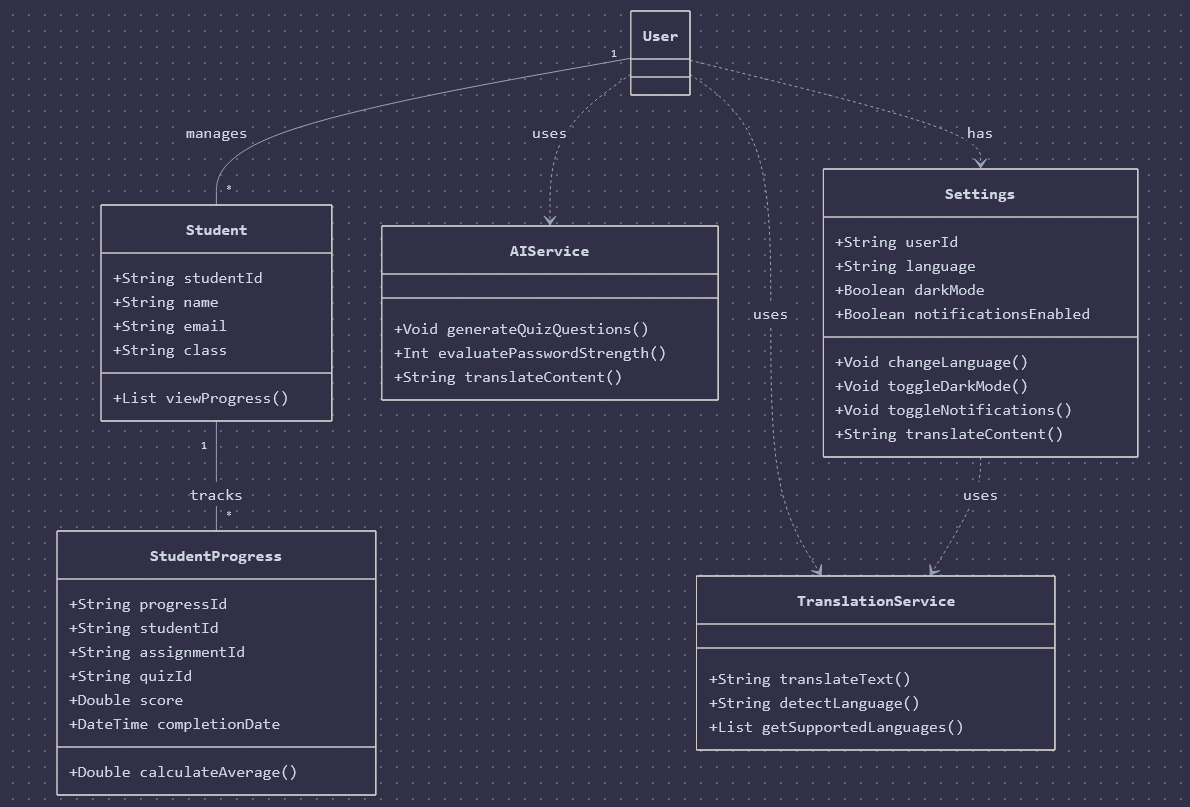 User
1
manages
uses
has
*
Student
+String studentId
+String name
+String email
+String class
+List viewProgress()
AIService
+Void generateQuizQuestions()
+Int evaluatePasswordStrength()
+String translateContent()
uses
Settings
+String userId
+String language
+Boolean darkMode
+Boolean notificationsEnabled
+Void changeLanguage()
+Void toggleDarkMode()
+Void toggleNotifications()
+String translateContent()
1
tracks
*
uses
StudentProgress
+String progressId
+String studentId
+String assignmentId
+String quizId
+Double score
+DateTime completionDate
+Double calculateAverage()
TranslationService
+String translateText()
+String detectLanguage()
+List getSupportedLanguages()